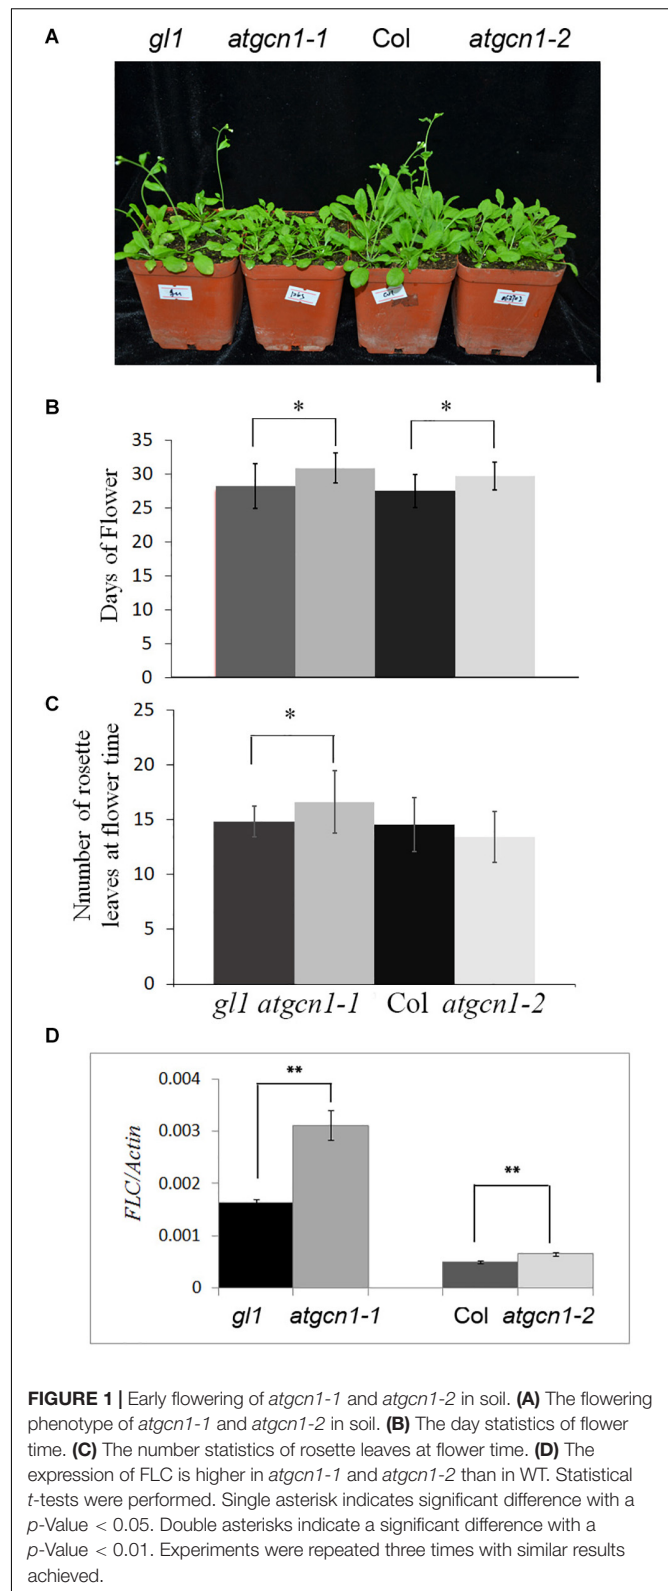 A gl1 atgcn1-1 Col atgcn1-2
B
* *
35
30
25
20
15
10
5
0
Days of Flower
C
*
25
20
15
10
5
0
Nnumber of rosette
leaves at flower time
gl1 atgcn1-1 Col atgcn1-2
D
**
**
0.004
0.003
0.002
0.001
0
FLC/Actin
gl1 atgcn1-1 Col atgcn1-2
FIGURE 1 | Early flowering of atgcn1-1 and atgcn1-2 in soil. (A) The flowering
phenotype of atgcn1-1 and atgcn1-2 in soil. (B) The day statistics of flower
time. (C) The number statistics of rosette leaves at flower time. (D) The
expression of FLC is higher in atgcn1-1 and atgcn1-2 than in WT. Statistical
t-tests were performed. Single asterisk indicates significant difference with a
p-Value < 0.05. Double asterisks indicate a significant difference with a
p-Value < 0.01. Experiments were repeated three times with similar results
achieved.